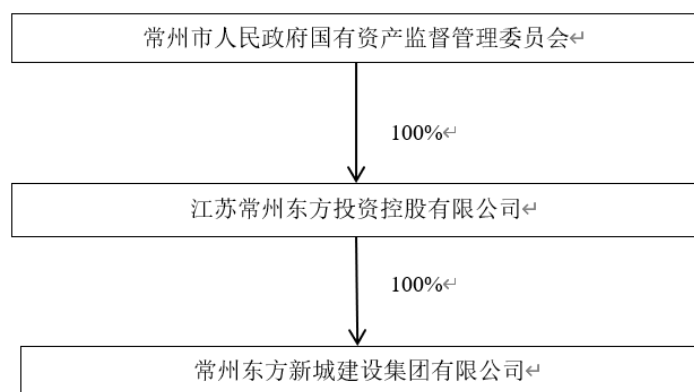 常州市人民政府国有资产监督管理委员会↵
100%↵
江苏常州东方投资控股有限公司↵
100%↵
常州东方新城建设集团有限公司↵